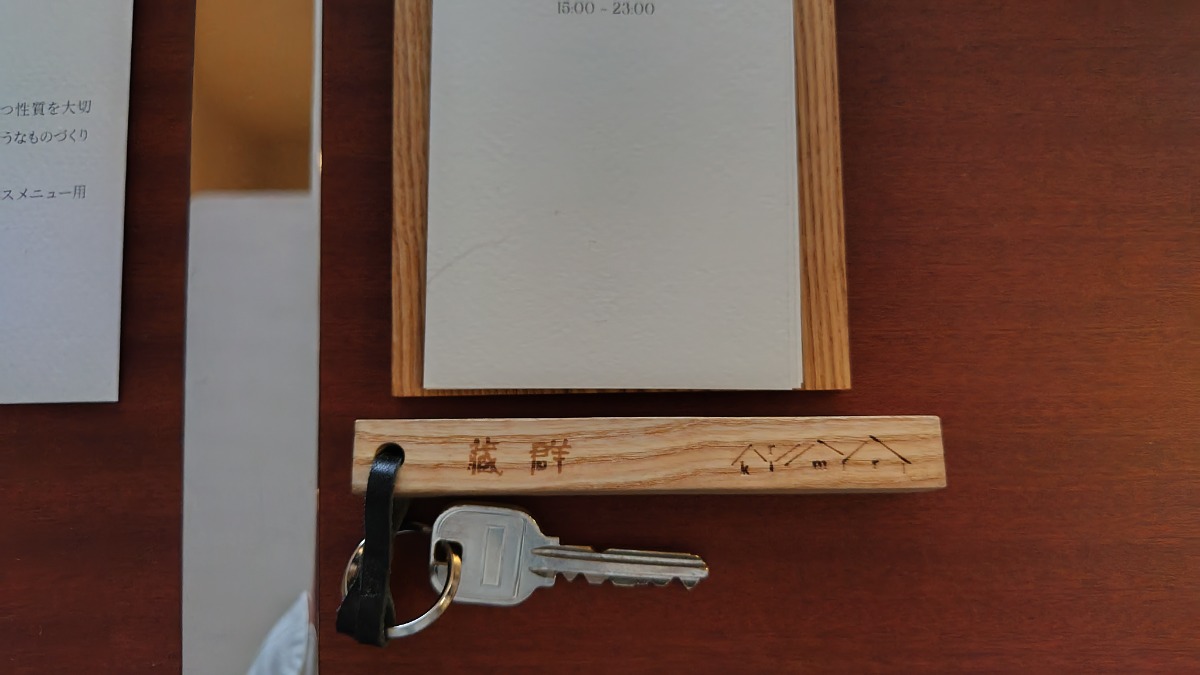 つ性質を大切
うなものづくり
スメニュー用
15:00 - 23:00
蔵群